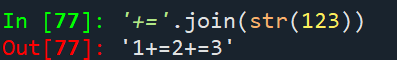 In [77]: '+='.join(str(123))
Out[77]: '1+=2+=3'